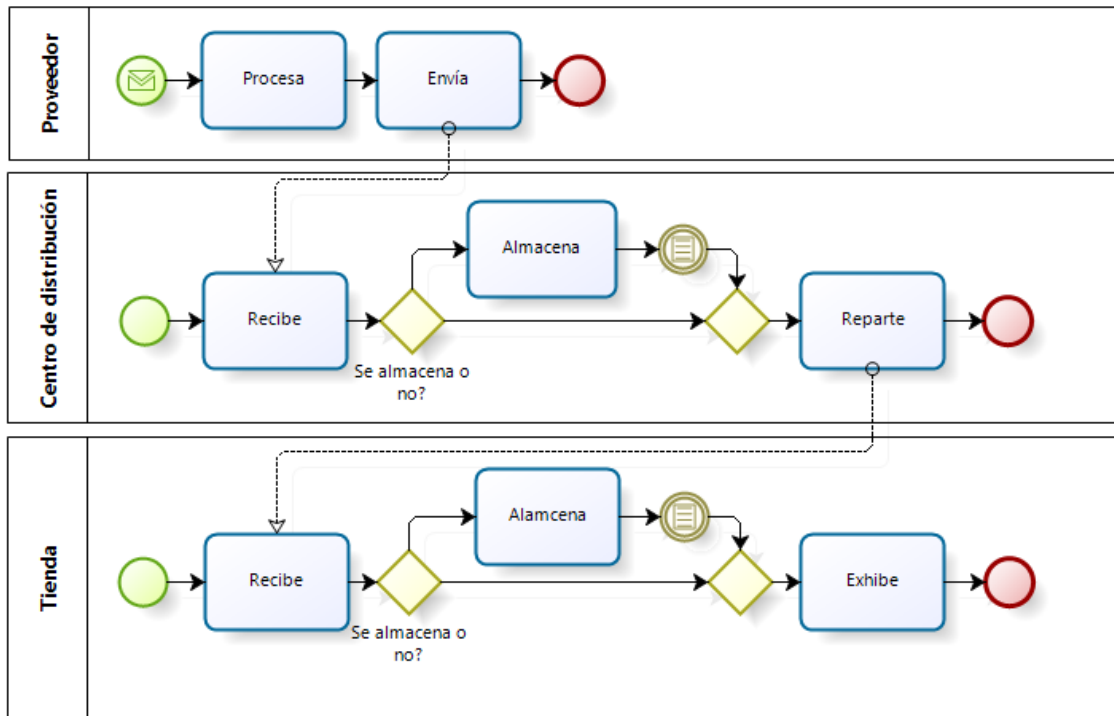 Proveedor
Procesa
Envía
Centro de distribución
Recibe
Se almacena o
no?
Almacena
Reparte
Tienda
Recibe
Se almacena o
no?
Alamcena
Exhibe